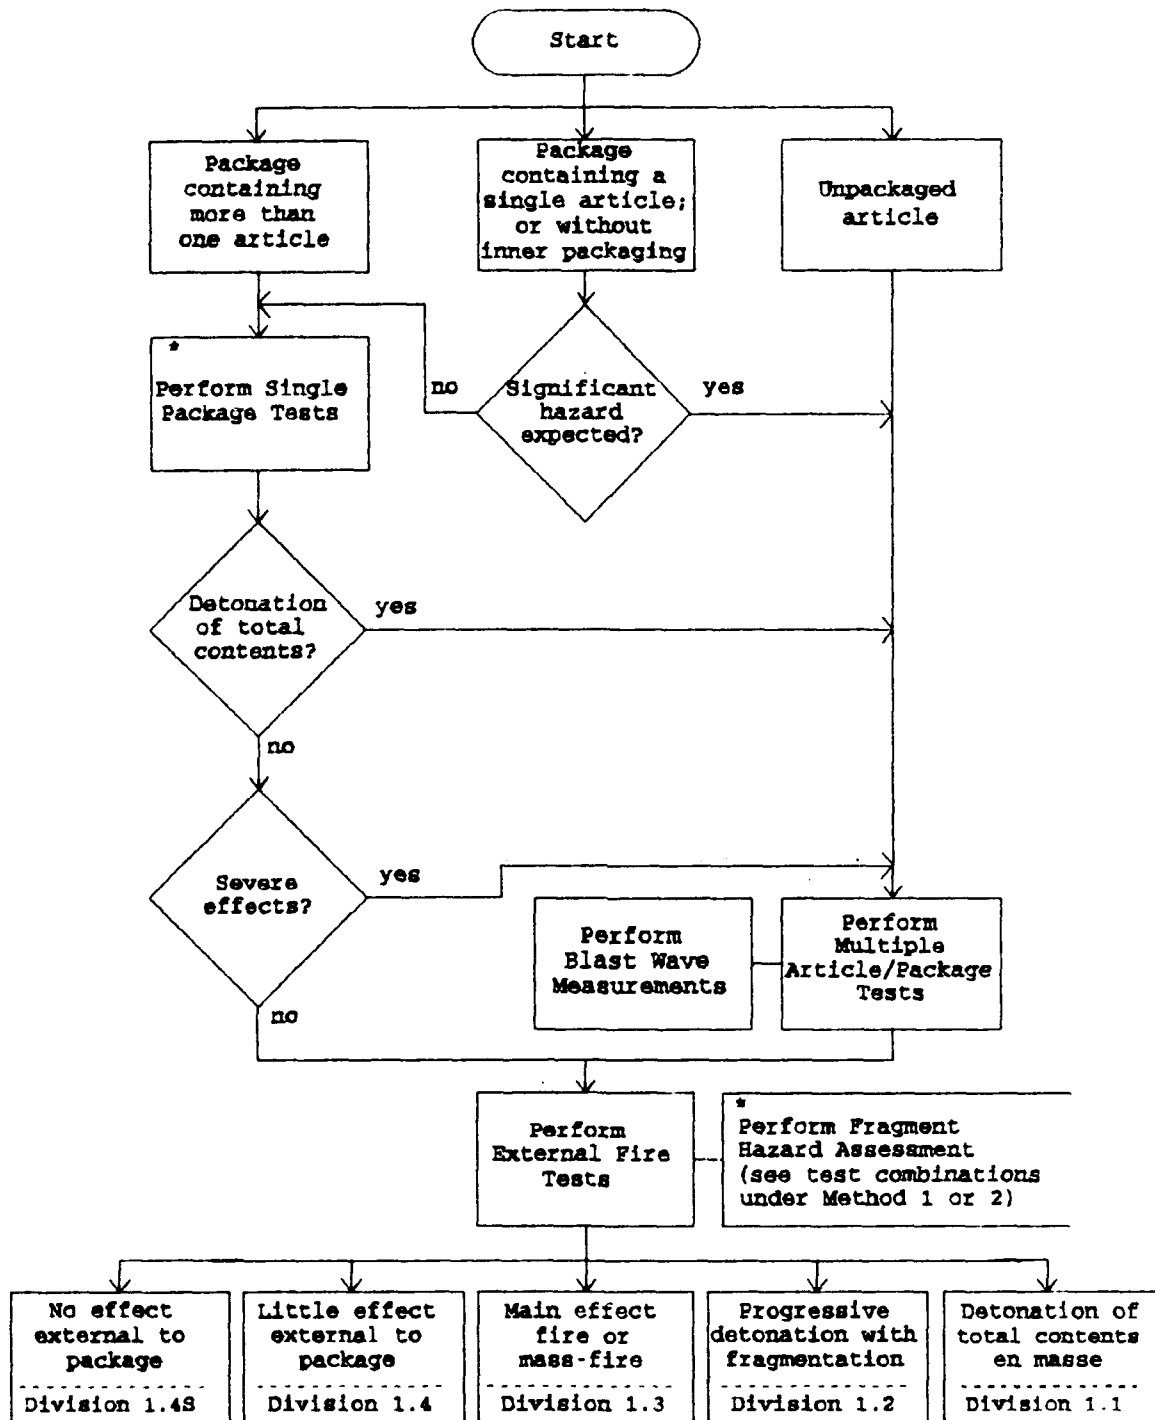 Start
Package
containing
more than
one article
Package
containing a
single article;
or without
inner packaging
Unpackaged
article
*
Perform Single
Package Tests
no
Significant
hazard
expected?
yes
Detonation
of total
contents?
yes
no
Severe
effects?
yes
no
Perform
Blast Wave
Measurements
Perform
Multiple
Article/Package
Tests
Perform
External Fire
Tests
*
Perform Fragment
Hazard Assessment
(see test combinations
under Method 1 or 2)
No effect
external to
package
Division 1.4S
Little effect
external to
package
Division 1.4
Main effect
fire or
mass-fire
Division 1.3
Progressive
detonation with
fragmentation
Division 1.2
Detonation of
total contents
en masse
Division 1.1